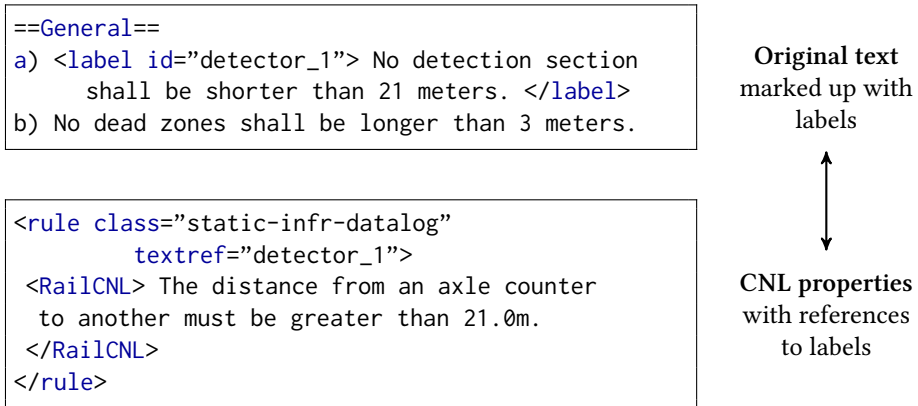 ==General==
a) <label id=”detector_1”> No detection section
shall be shorter than 21 meters. </label>
b) No dead zones shall be longer than 3 meters.
Original text
marked up with
labels
<rule class=”static-infr-datalog”
textref=”detector_1”>
<RailCNL> The distance from an axle counter
to another must be greater than 21.0m.
</RailCNL>
</rule>
CNL properties
with references
to labels